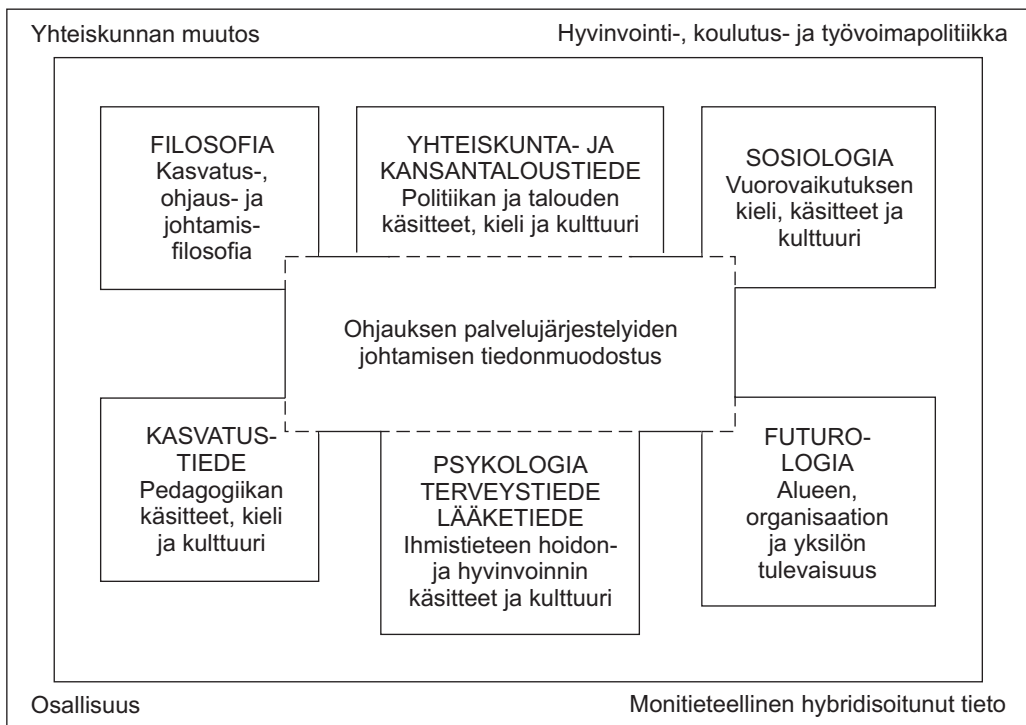 Yhteiskunnan muutos
Hyvinvointi-, koulutus- ja työvoimapolitiikka
FILOSOFIA
Kasvatus-,
ohjaus- ja
johtamis-
filosofia
YHTEISKUNTA- JA
KANSANTALOUSTIEDE
Politiikan ja talouden
käsitteet, kieli ja kulttuuri
SOSIOLOGIA
Vuorovaikutuksen
kieli, käsitteet ja
kulttuuri
Ohjauksen palvelujärjestelyiden
johtamisen tiedonmuodostus
KASVATUS-
TIEDE
Pedagogiikan
käsitteet, kieli
ja kulttuuri
PSYKOLOGIA
TERVEYSTIEDE
LÄÄKETIEDE
Ihmistieteen hoidon-
ja hyvinvoinnin
käsitteet ja kulttuuri
FUTURO-
LOGIA
Alueen,
organisaation
ja yksilön
tulevaisuus
Osallisuus
Monitieteellinen hybridisoitunut tieto